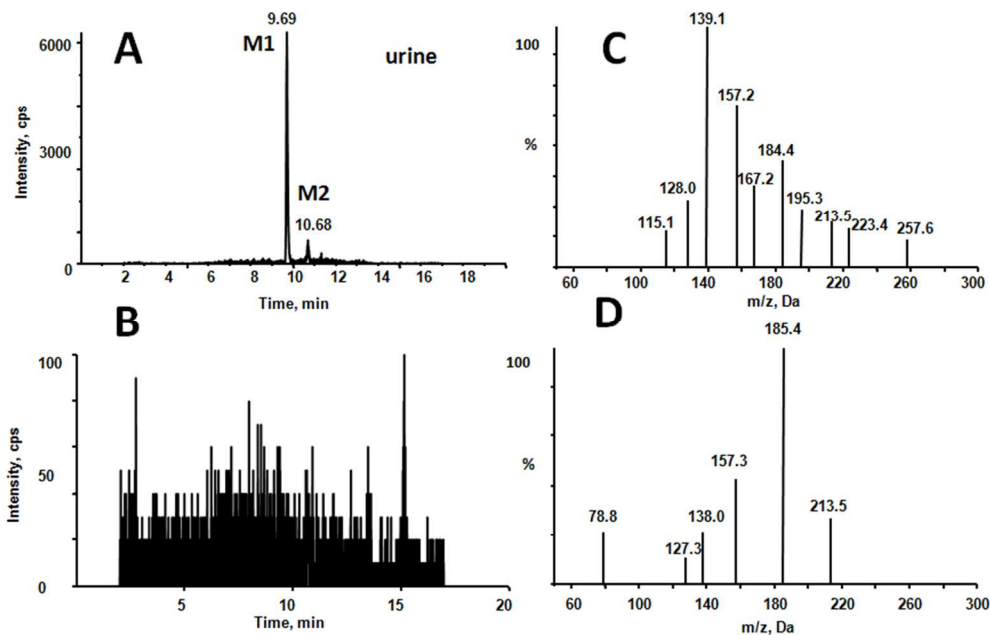 A
9.69
M1
urine
M2
10.68
6000
3000
0
Intensity, cps
2 4 6 8 10 12 14 16 18 20
Time, min
B
100
50
0
Intensity, cps
5 10 15 20
Time, min
C
100
%
139.1
157.2
184.4
167.2
128.0
195.3
115.1
213.5
223.4
257.6
60 100 140 180 220 260 300
m/z, Da
D
185.4
100
%
157.3
78.8
138.0
213.5
127.3
60 100 140 180 220 260 300
m/z, Da